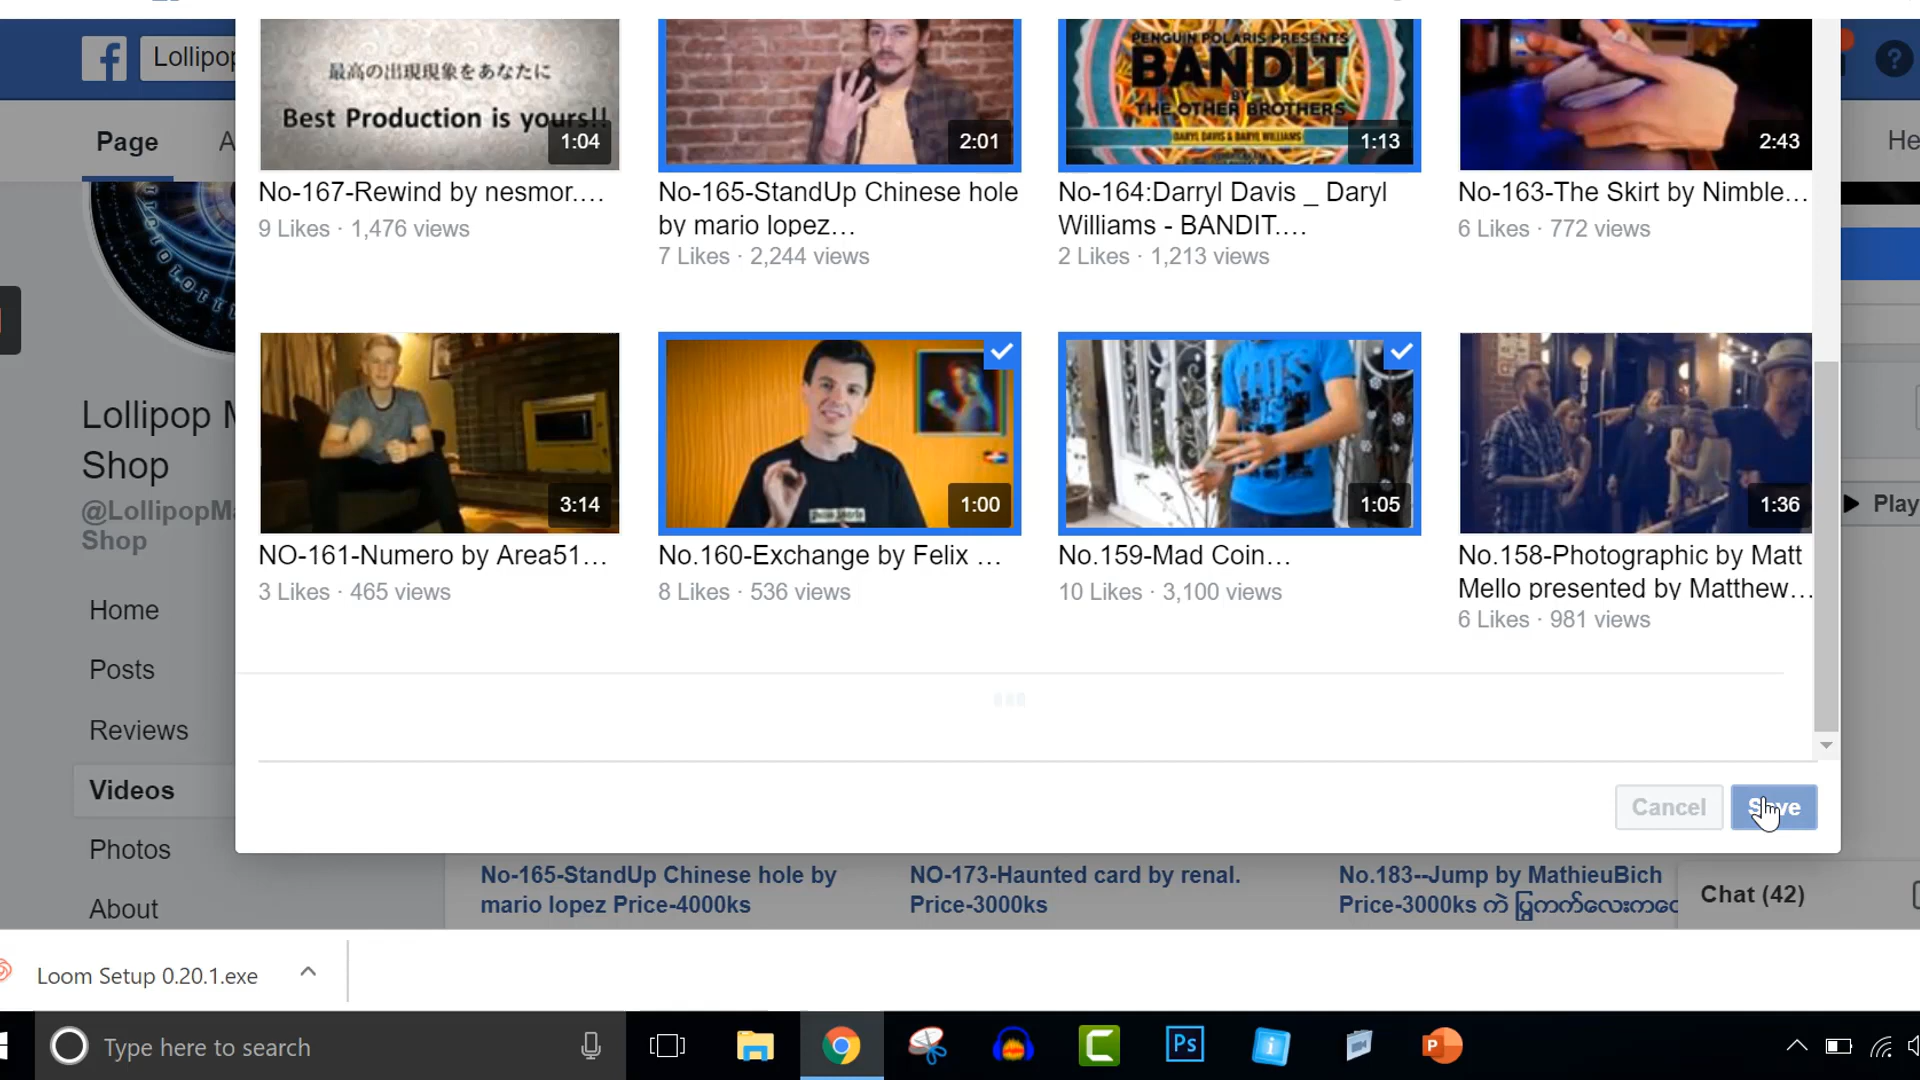 Lollipop
?
Page
A
He
最高の出現現象をあなたに
Best Production is yours!!
1:04
2:01
PENGUIN POLARIS PRESENTS
BANDIT
BY
THE OTHER BROTHERS
DARYL DAVIS & DARYL WILLIAMS
1:13
2:43
No-167-Rewind by nesmor....
9 Likes · 1,476 views
No-165-StandUp Chinese hole
by mario lopez...
7 Likes · 2,244 views
No-164:Darryl Davis _ Daryl
Williams - BANDIT....
2 Likes · 1,213 views
No-163-The Skirt by Nimble...
6 Likes · 772 views
3:14
1:00
1:05
1:36
NO-161-Numero by Area51...
3 Likes · 465 views
No.160-Exchange by Felix ...
8 Likes · 536 views
No.159-Mad Coin...
10 Likes · 3,100 views
No.158-Photographic by Matt
Mello presented by Matthew...
6 Likes · 981 views
Lollipop M
Shop
@LollipopMa
Shop
Home
Posts
Reviews
Videos
Photos
About
Play
Cancel
Save
No-165-StandUp Chinese hole by
mario lopez Price-4000ks
NO-173-Haunted card by renal.
Price-3000ks
No.183--Jump by MathieuBich
Price-3000ks ကဲ
Chat (42)
Loom Setup 0.20.1.exe
Type here to search
Ps